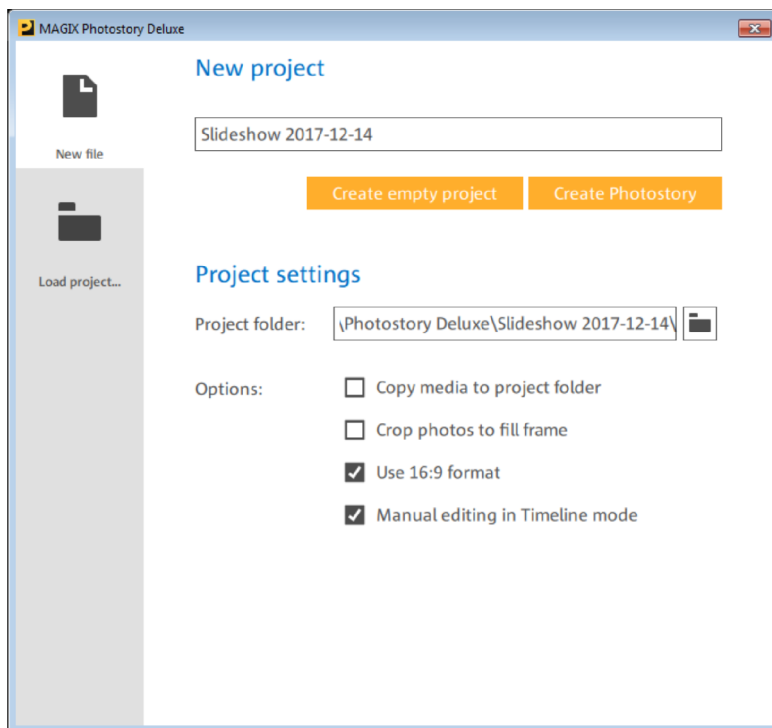 MAGIX Photostory Deluxe
New file
Load project...
New project
Slideshow 2017-12-14
Create empty project
Create Photostory
Project settings
Project folder:
\Photostory Deluxe\Slideshow 2017-12-14\
Options:
Copy media to project folder
Crop photos to fill frame
Use 16:9 format
Manual editing in Timeline mode